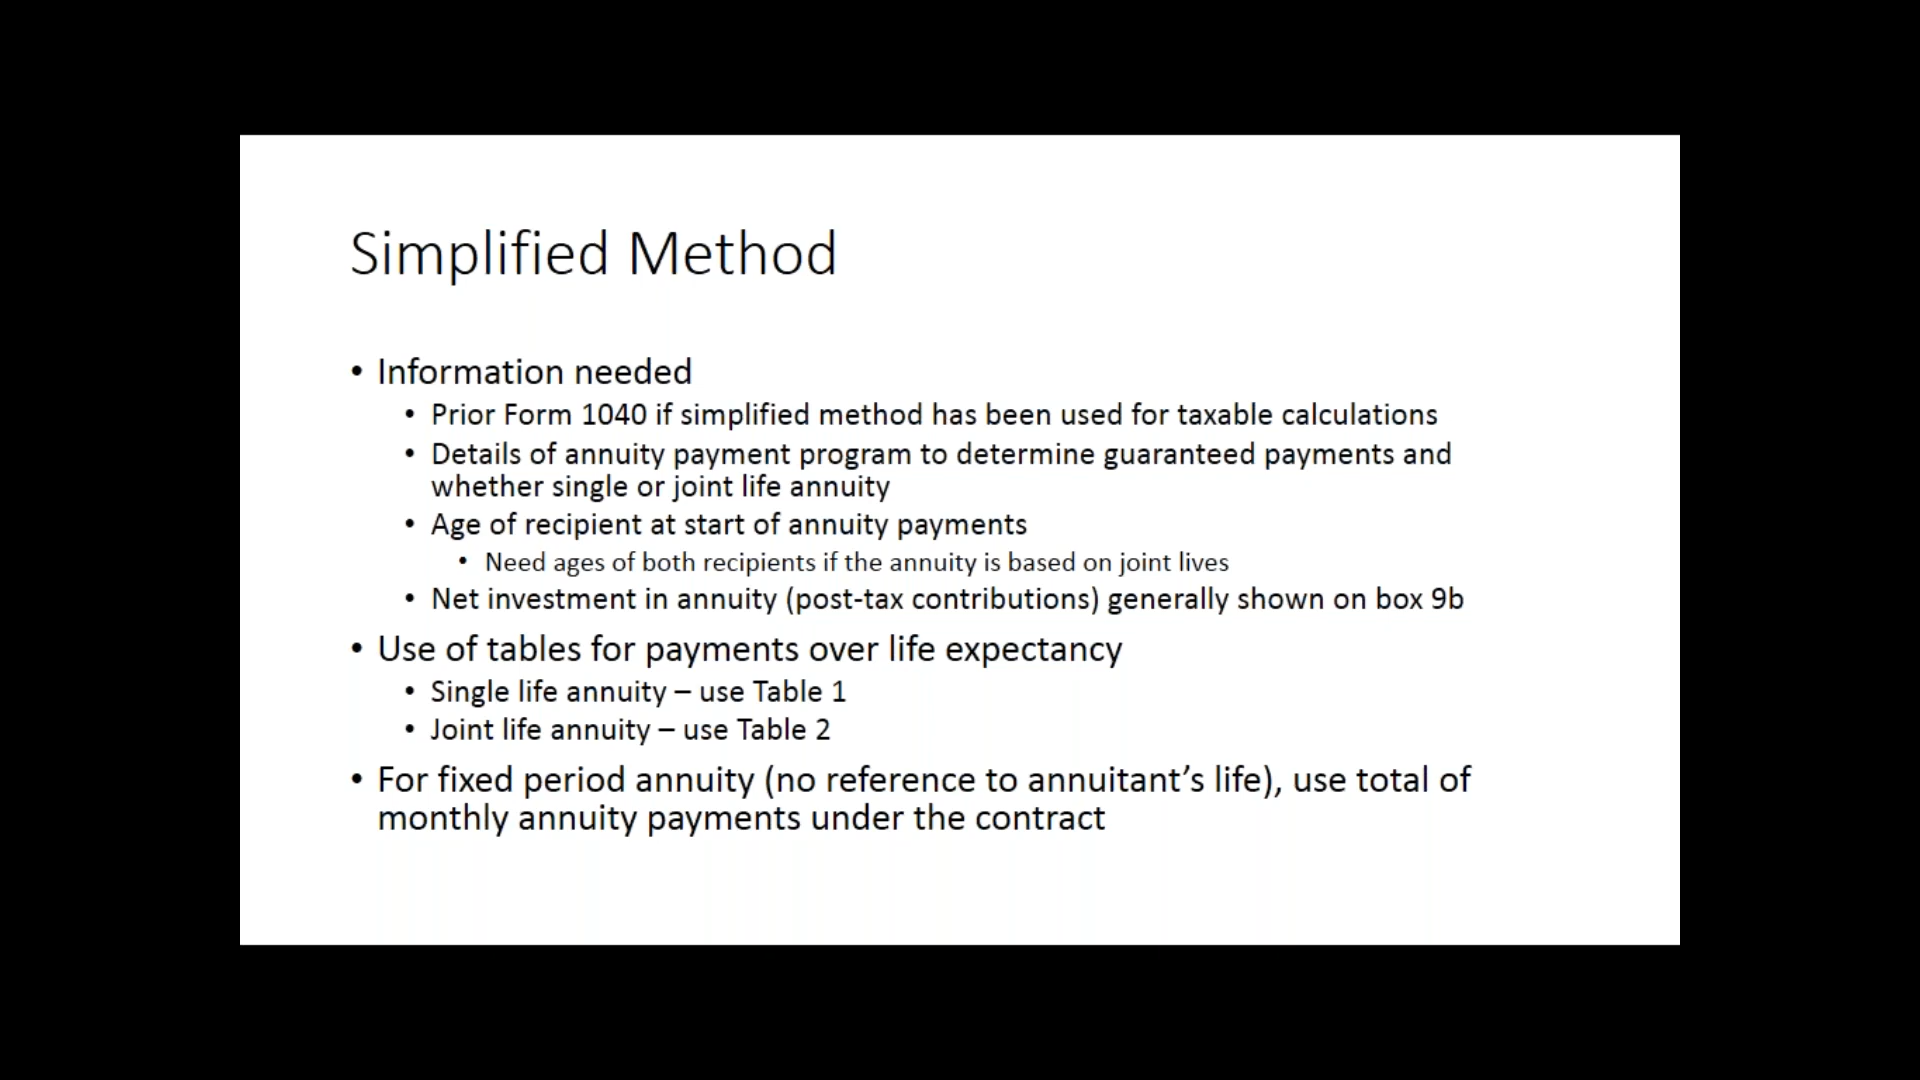 Simplified Method
• Information needed
• Prior Form 1040 if simplified method has been used for taxable calculations
• Details of annuity payment program to determine guaranteed payments and
whether single or joint life annuity
• Age of recipient at start of annuity payments
• Need ages of both recipients if the annuity is based on joint lives
• Net investment in annuity (post-tax contributions) generally shown on box 9b
• Use of tables for payments over life expectancy
• Single life annuity – use Table 1
• Joint life annuity – use Table 2
• For fixed period annuity (no reference to annuitant’s life), use total of
monthly annuity payments under the contract